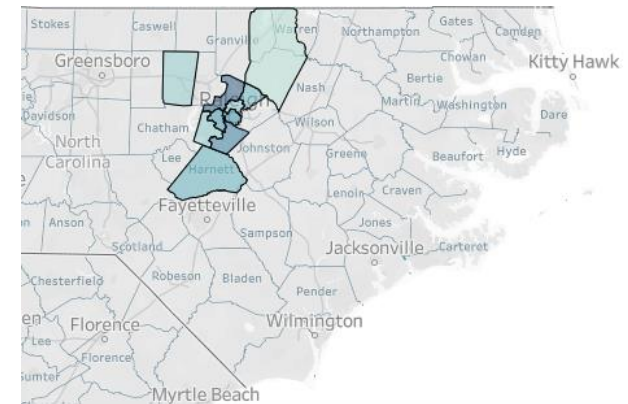 Stokes
Caswell
Granville
Warren
Northampton
Gates
Camden
Greensboro
Chowan
Kitty Hawk
Bertie
Nash
Martin
Washington
Dare
Davidson
Chatham
Wilson
North
Carolina
Lee
Johnston
Greene
Beaufort
Hyde
Harnett
Lenoir
Craven
Fayetteville
Anson
Sampson
Jones
Scotland
Jacksonville
Carteret
Chesterfield
Robeson
Bladen
Pender
Florence
Wilmington
Lee
Florence
Myrtle Beach